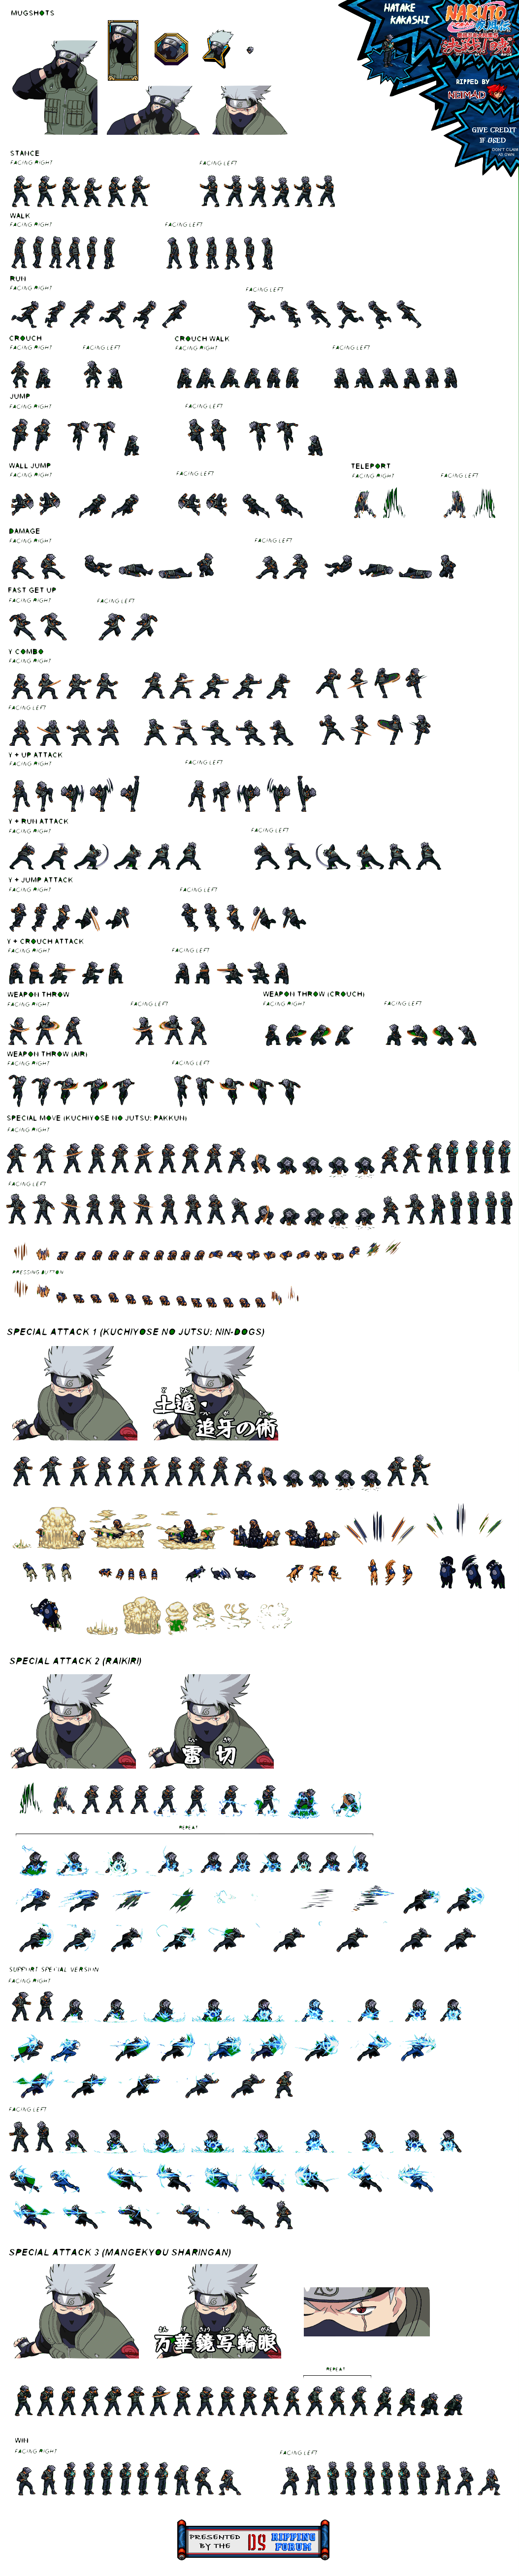 MUGSHOTS
HATAKE
KAKASHI
NARUTO
RIPPED BY
NEIMAD
GIVE CREDIT
IF USED
DON'T CLAIM
AS OWN
STANCE
FACING RIGHT
FACING LEFT
WALK
FACING RIGHT
FACING LEFT
RUN
FACING RIGHT
FACING LEFT
CROUCH
CROUCH WALK
FACING RIGHT
FACING LEFT
FACING RIGHT
FACING LEFT
JUMP
FACING RIGHT
FACING LEFT
WALL JUMP
TELEPORT
FACING RIGHT
FACING LEFT
FACING RIGHT
FACING LEFT
DAMAGE
FACING RIGHT
FACING LEFT
FAST GET UP
FACING RIGHT
FACING LEFT
Y COMBO
FACING RIGHT
FACING LEFT
Y + UP ATTACK
FACING RIGHT
FACING LEFT
Y + RUN ATTACK
FACING RIGHT
FACING LEFT
Y + JUMP ATTACK
FACING RIGHT
FACING LEFT
Y + CROUCH ATTACK
FACING RIGHT
FACING LEFT
WEAPON THROW
WEAPON THROW (CROUCH)
FACING RIGHT
FACING LEFT
FACING RIGHT
FACING LEFT
WEAPON THROW (AIR)
FACING RIGHT
FACING LEFT
SPECIAL MOVE (KUCHIYOSE NO JUTSU: PAKKUN)
FACING RIGHT
FACING LEFT
PRESSING BUTTON
SPECIAL ATTACK 1 (KUCHIYOSE NO JUTSU: NIN-DOGS)
土遁・
追牙の術
SPECIAL ATTACK 2 (RAIKIRI)
雷切
REPEAT
SUPPORT SPECIAL VERSION
FACING RIGHT
FACING LEFT
SPECIAL ATTACK 3 (MANGEKYOU SHARINGAN)
万華鏡写輪眼
REPEAT
WIN
FACING RIGHT
FACING LEFT
PRESENTED
BY THE
DS
RIPPING
FORUM